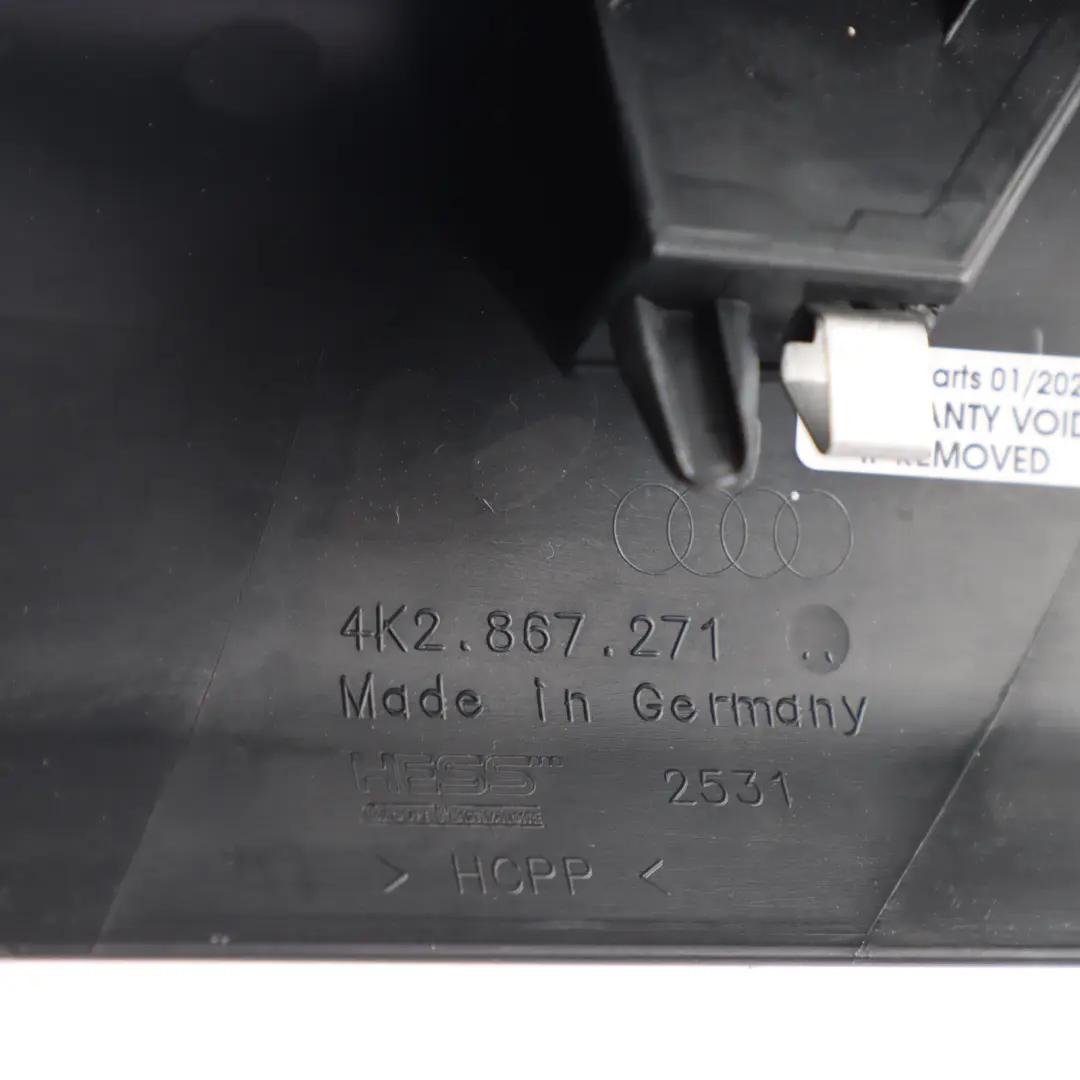 arts 01/202
ANTY VOID
REMOVED
4K2.867.271 ..
Made in Germany
HESS
2531
> HCPP <